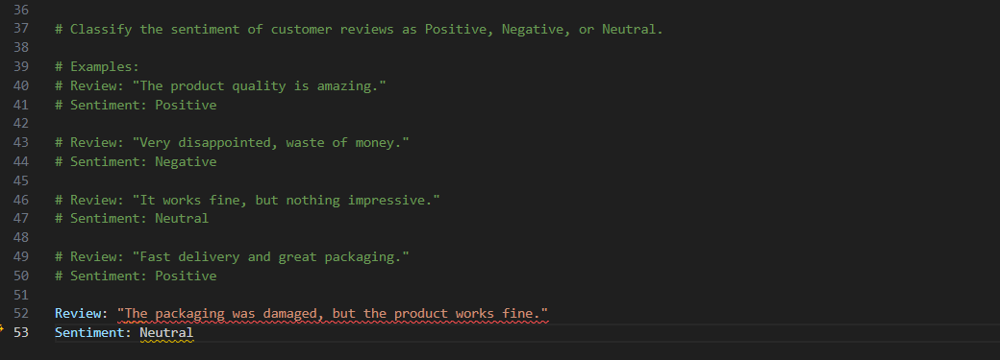 36
37 # Classify the sentiment of customer reviews as Positive, Negative, or Neutral.
38
39 # Examples:
40 # Review: "The product quality is amazing."
41 # Sentiment: Positive
42
43 # Review: "Very disappointed, waste of money."
44 # Sentiment: Negative
45
46 # Review: "It works fine, but nothing impressive."
47 # Sentiment: Neutral
48
49 # Review: "Fast delivery and great packaging."
50 # Sentiment: Positive
51
52 Review: "The packaging was damaged, but the product works fine."
53 Sentiment: Neutral